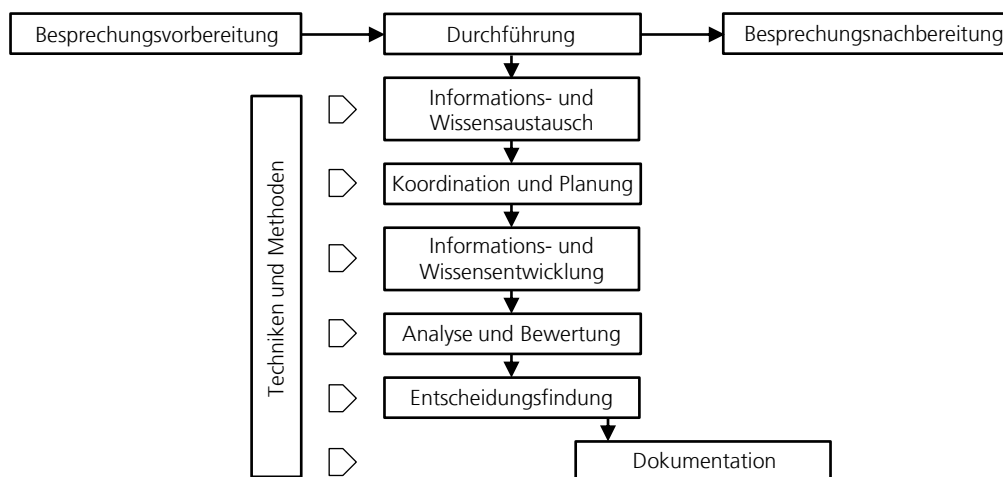 Besprechungsvorbereitung
Durchführung
Besprechungsnachbereitung
Techniken und Methoden
Informations- und
Wissensaustausch
Koordination und Planung
Informations- und
Wissensentwicklung
Analyse und Bewertung
Entscheidungsfindung
Dokumentation